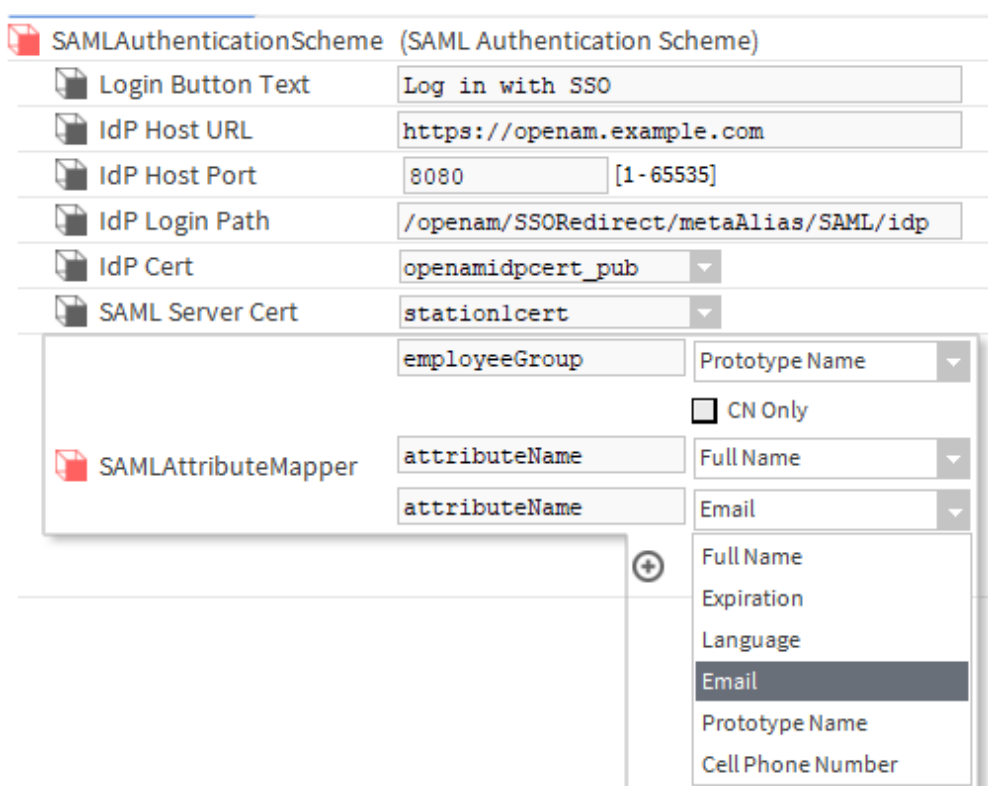 SAMLAuthenticationScheme (SAML Authentication Scheme)
Login Button Text Log in with SSO
IdP Host URL https://openam.example.com
IdP Host Port 8080 [1-65535]
IdP Login Path /openam/SSORedirect/metaAlias/SAML/idp
IdP Cert openamidpcert_pub
SAML Server Cert station1cert
employeeGroup Prototype Name
CN Only
SAMLAttributeMapper attributeName Full Name
attributeName Email
Full Name
Expiration
Language
Email
Prototype Name
Cell Phone Number